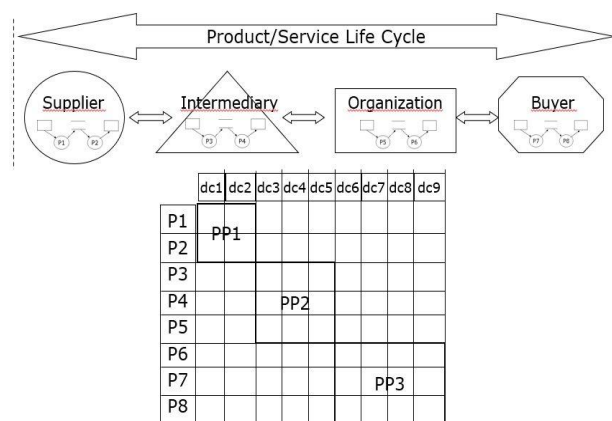 Product/Service Life Cycle
Supplier Intermediary Organization Buyer
P1 P2 P3 P4 P5 P6 P7 P8
dc1 dc2 dc3 dc4 dc5 dc6 dc7 dc8 dc9
P1
PP1
P2
P3
P4 PP2
P5
P6
P7 PP3
P8